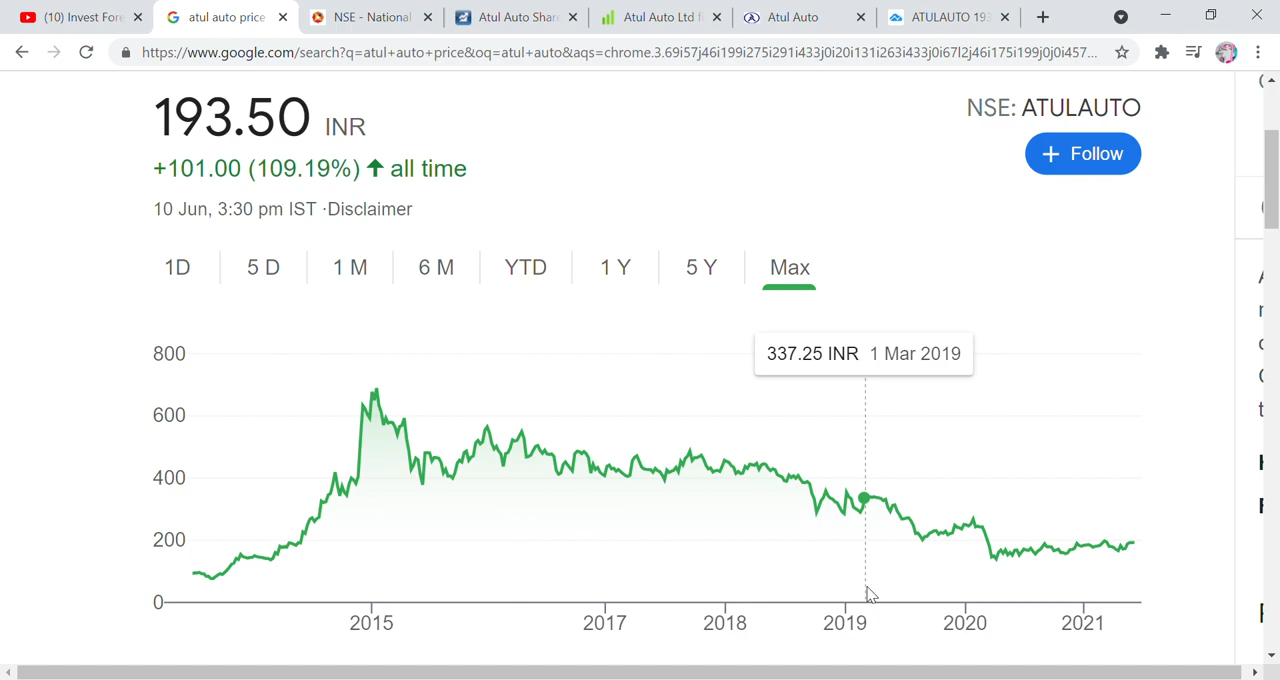 (10) Invest For
atul auto price
NSE - National
Atul Auto Share
Atul Auto Ltd fi
Atul Auto
ATULAUTO 193
https://www.google.com/search?q=atul+auto+price&oq=atul+auto&aqs=chrome.3.69i57j46i199i275i291i433j0i20i131i263i433j0i67l2j46i175i199j0j0i457...
193.50 INR
NSE: ATULAUTO
+ Follow
+101.00 (109.19%) ↑ all time
10 Jun, 3:30 pm IST ·Disclaimer
1D 5 D 1 M 6 M YTD 1 Y 5 Y Max
337.25 INR 1 Mar 2019
800
600
400
200
0
2015 2017 2018 2019 2020 2021